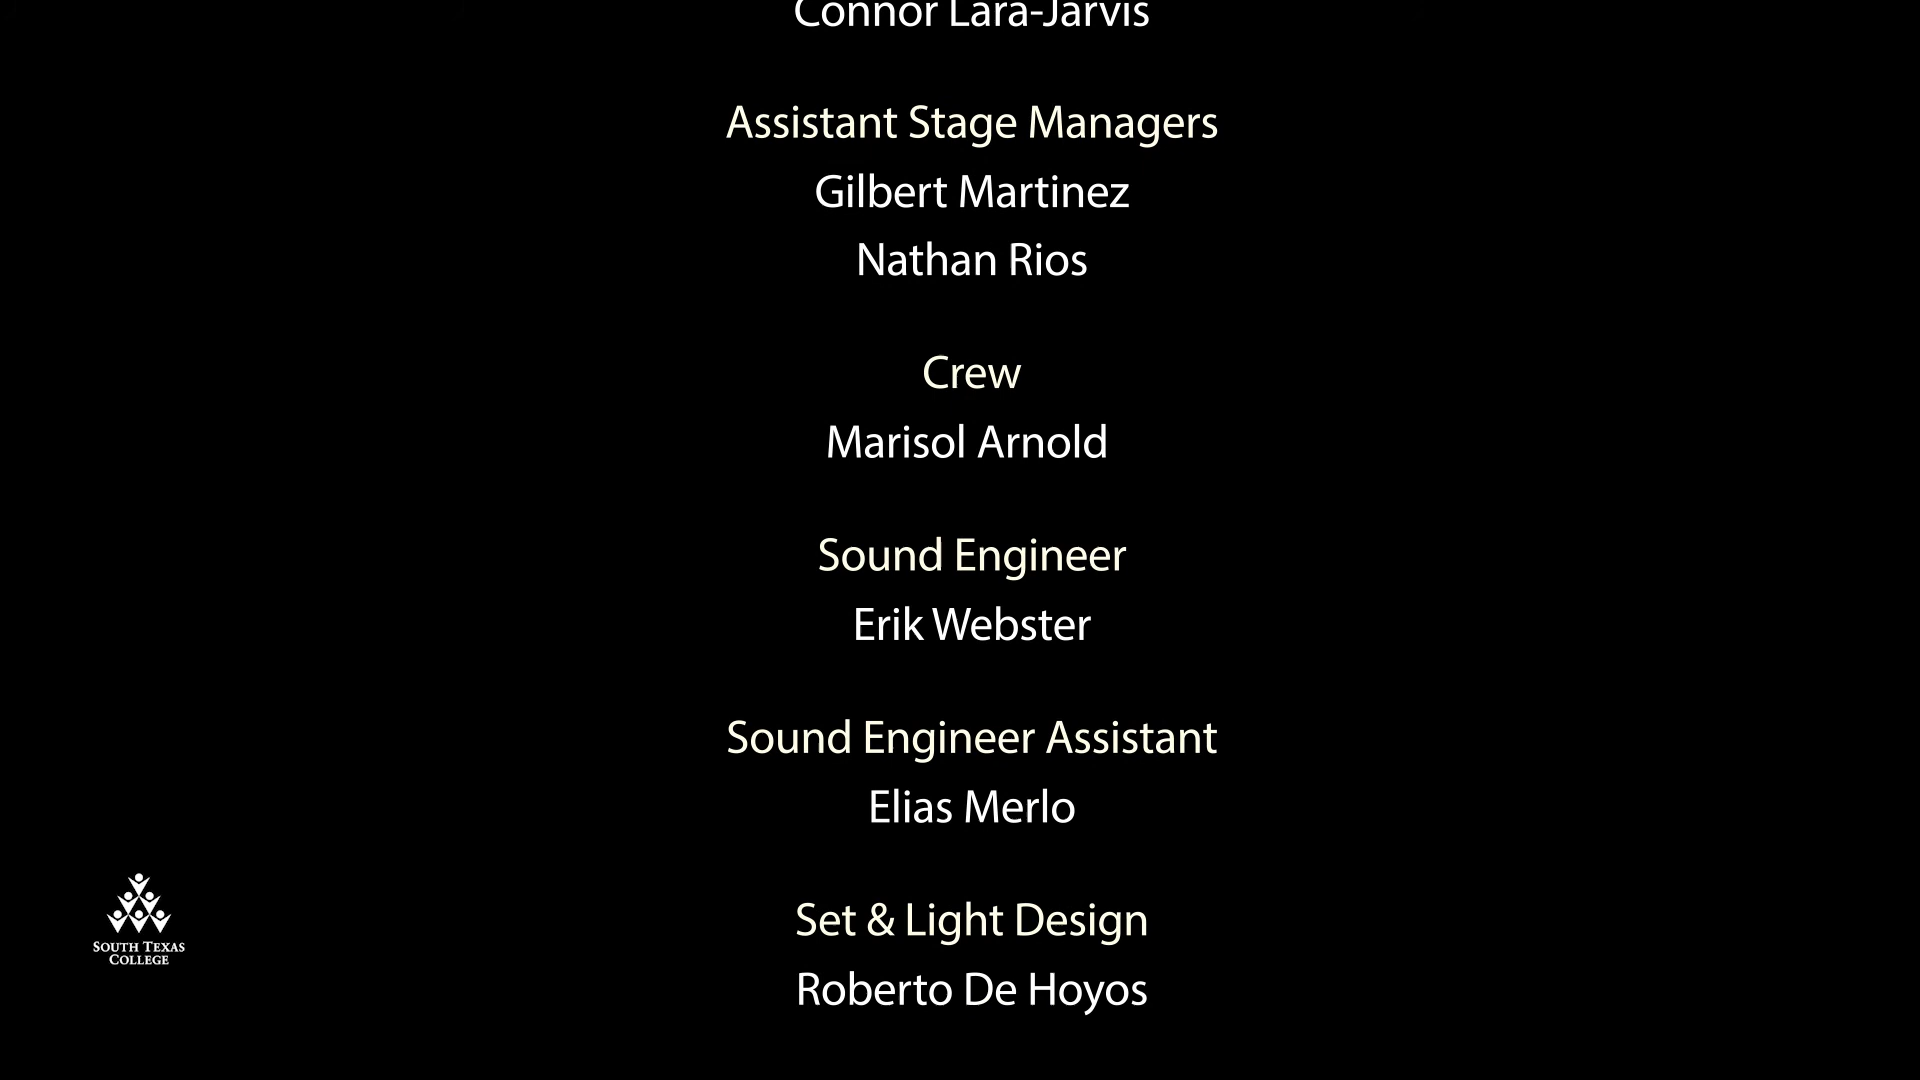 Connor Lara-Jarvis
Assistant Stage Managers
Gilbert Martinez
Nathan Rios
Crew
Marisol Arnold
Sound Engineer
Erik Webster
Sound Engineer Assistant
Elias Merlo
Set & Light Design
Roberto De Hoyos
SOUTH TEXAS
COLLEGE